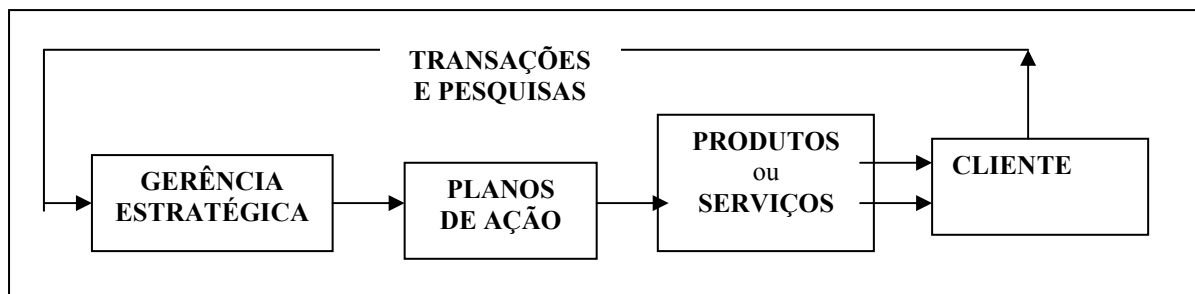 TRANSAÇÕES
E PESQUISAS
GERÊNCIA
ESTRATÉGICA
PLANOS
DE AÇÃO
PRODUTOS
ou
SERVIÇOS
CLIENTE